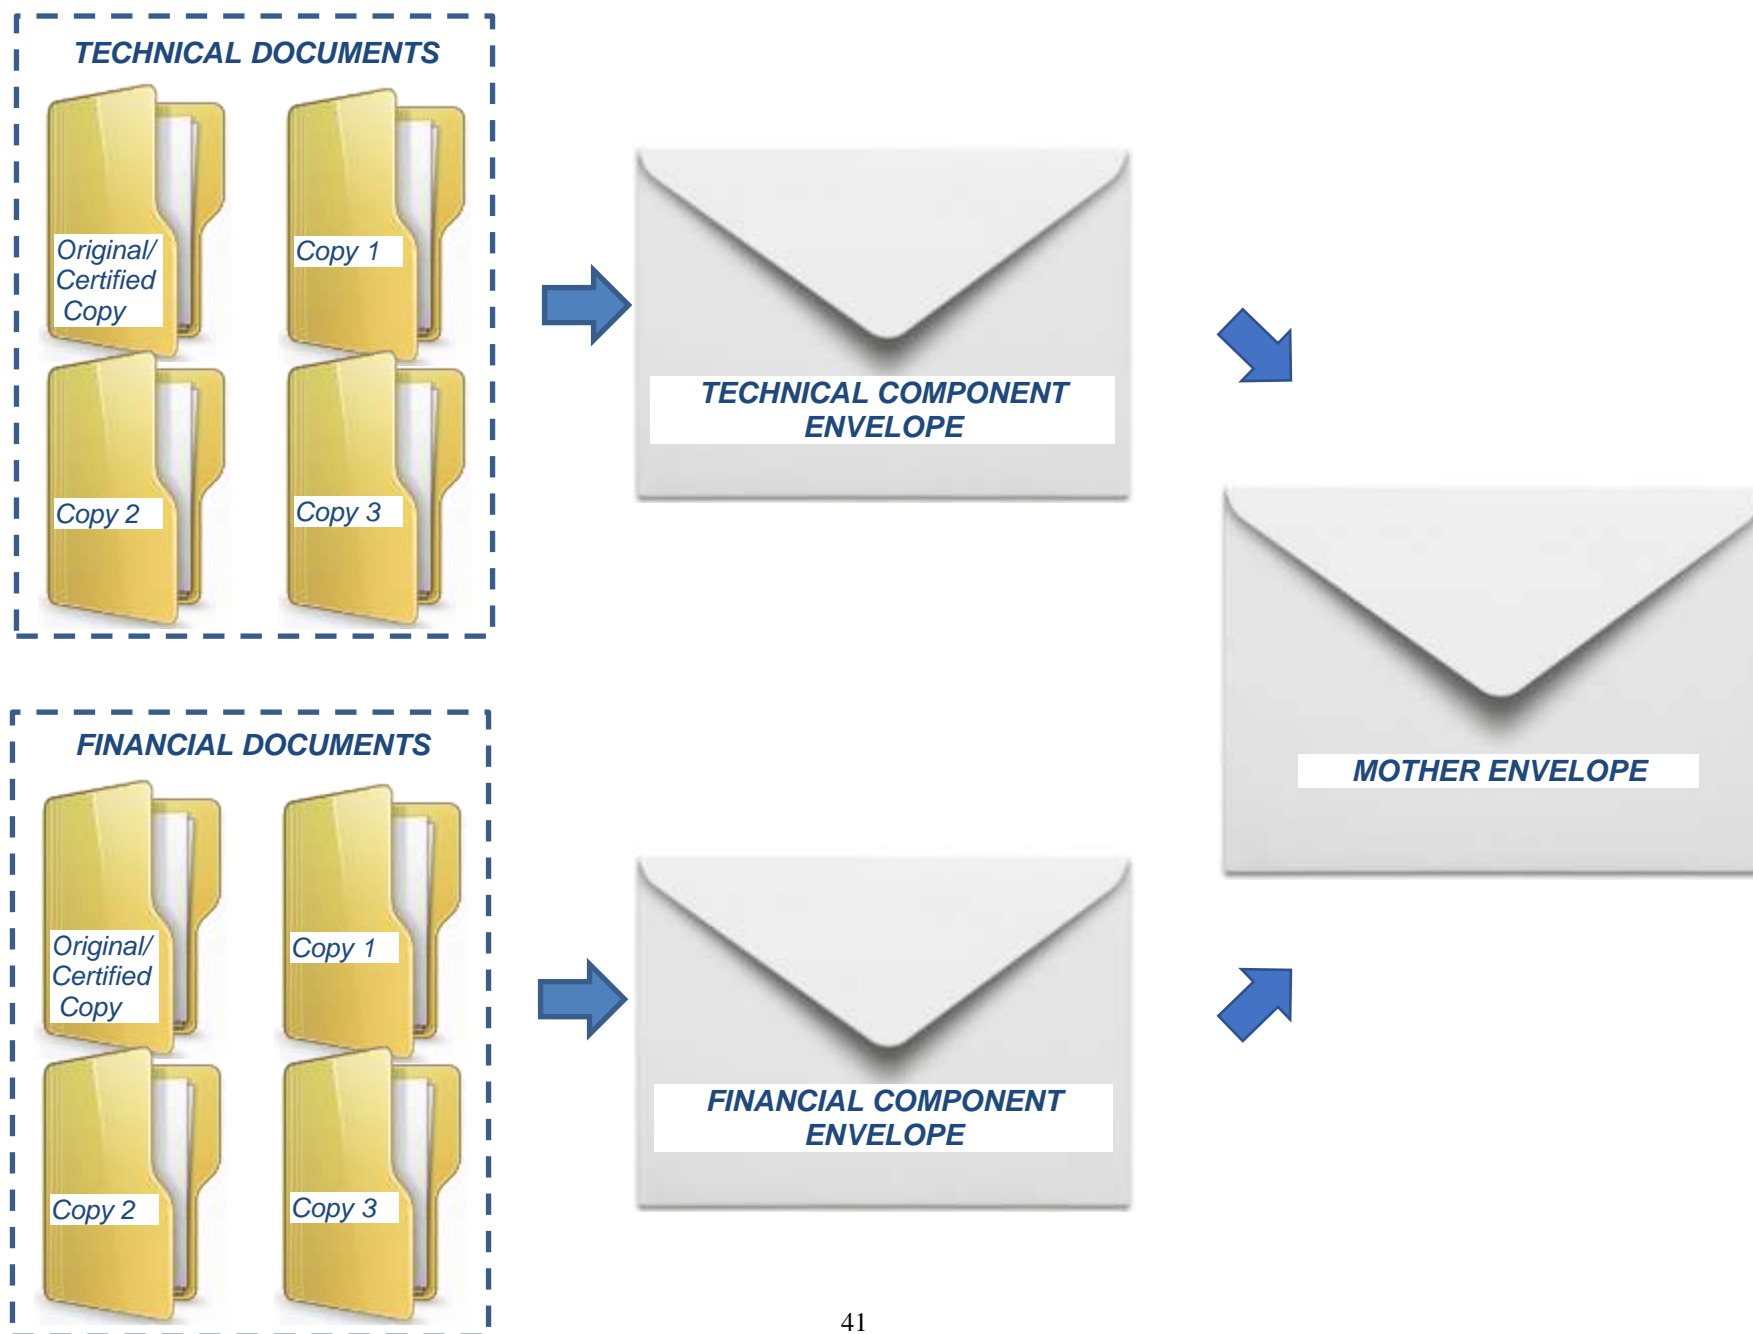 TECHNICAL DOCUMENTS
Original/
Certified
Copy
Copy 1
Copy 2
Copy 3
TECHNICAL COMPONENT
ENVELOPE
MOTHER ENVELOPE
FINANCIAL DOCUMENTS
Original/
Certified
Copy
Copy 1
Copy 2
Copy 3
FINANCIAL COMPONENT
ENVELOPE
41